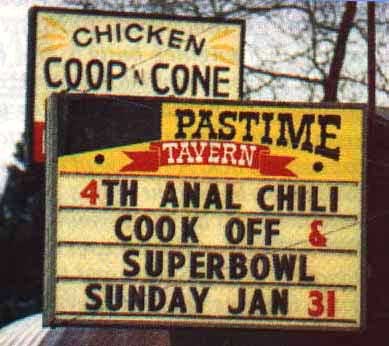 CHICKEN
COOP 'N CONE
PASTIME
TAVERN
4TH ANAL CHILI
COOK OFF &
SUPERBOWL
SUNDAY JAN 31